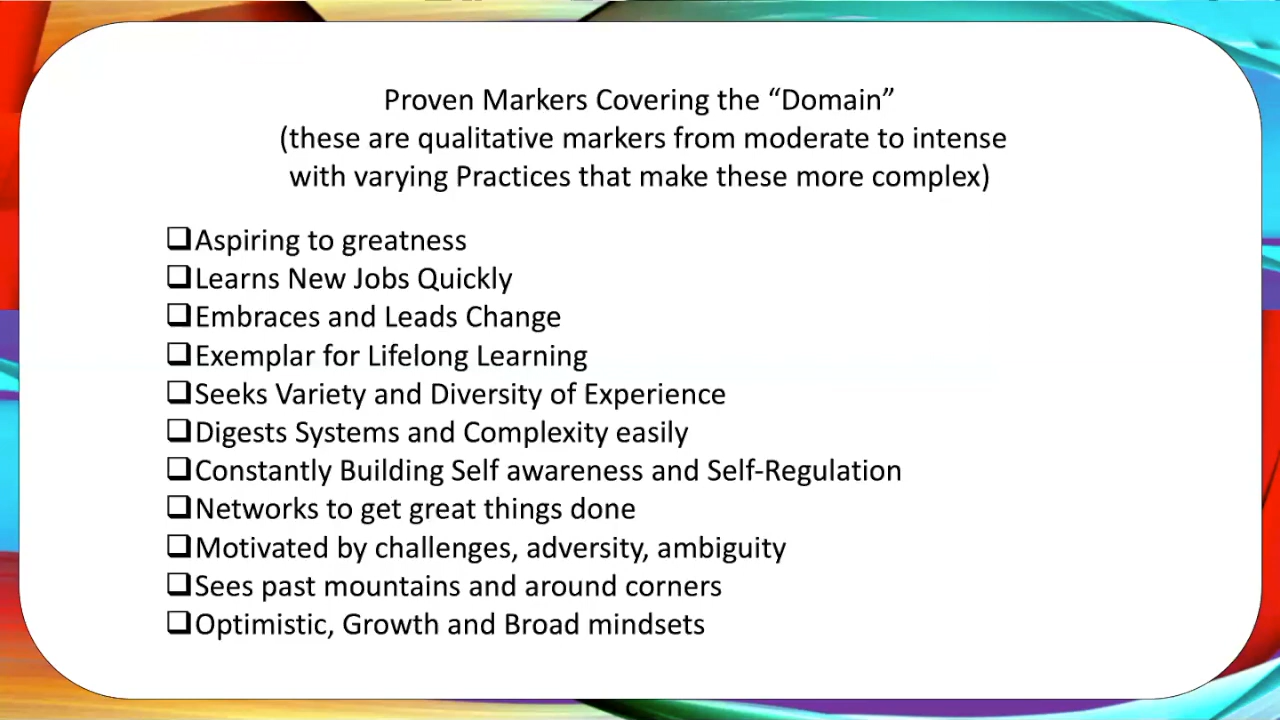 Proven Markers Covering the “Domain”
(these are qualitative markers from moderate to intense
with varying Practices that make these more complex)
❑Aspiring to greatness
❑Learns New Jobs Quickly
❑Embraces and Leads Change
❑Exemplar for Lifelong Learning
❑Seeks Variety and Diversity of Experience
❑Digests Systems and Complexity easily
❑Constantly Building Self awareness and Self-Regulation
❑Networks to get great things done
❑Motivated by challenges, adversity, ambiguity
❑Sees past mountains and around corners
❑Optimistic, Growth and Broad mindsets